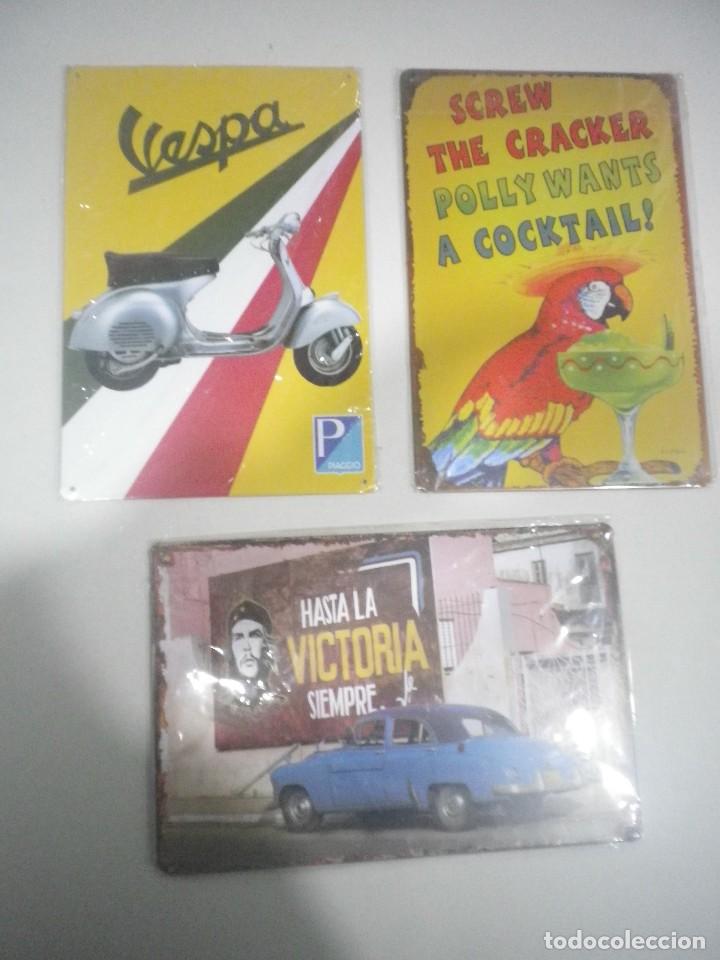 Vespa
P
PIAGGIO
SCREW
THE CRACKER
POLLY WANTS
A COCKTAIL!
HASTA LA
VICTORIA
SIEMPRE
todocoleccion